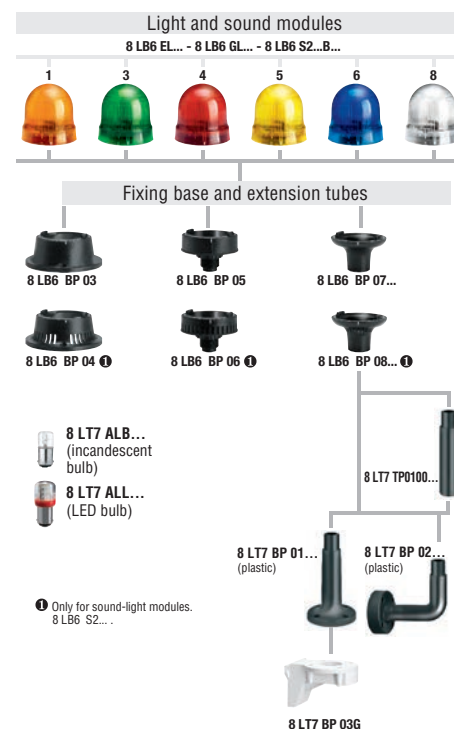 Light and sound modules
8 LB6 EL... - 8 LB6 GL... - 8 LB6 S2...B...
1 3 4 5 6 8
Fixing base and extension tubes
8 LB6 BP 03
8 LB6 BP 05
8 LB6 BP 07...
8 LB6 BP 04 ❶
8 LB6 BP 06 ❶
8 LB6 BP 08... ❶
8 LT7 ALB...
(incandescent
bulb)
8 LT7 ALL...
(LED bulb)
8 LT7 TP0100...
8 LT7 BP 01...
(plastic)
8 LT7 BP 02...
(plastic)
❶ Only for sound-light modules.
8 LB6 S2... .
8 LT7 BP 03G